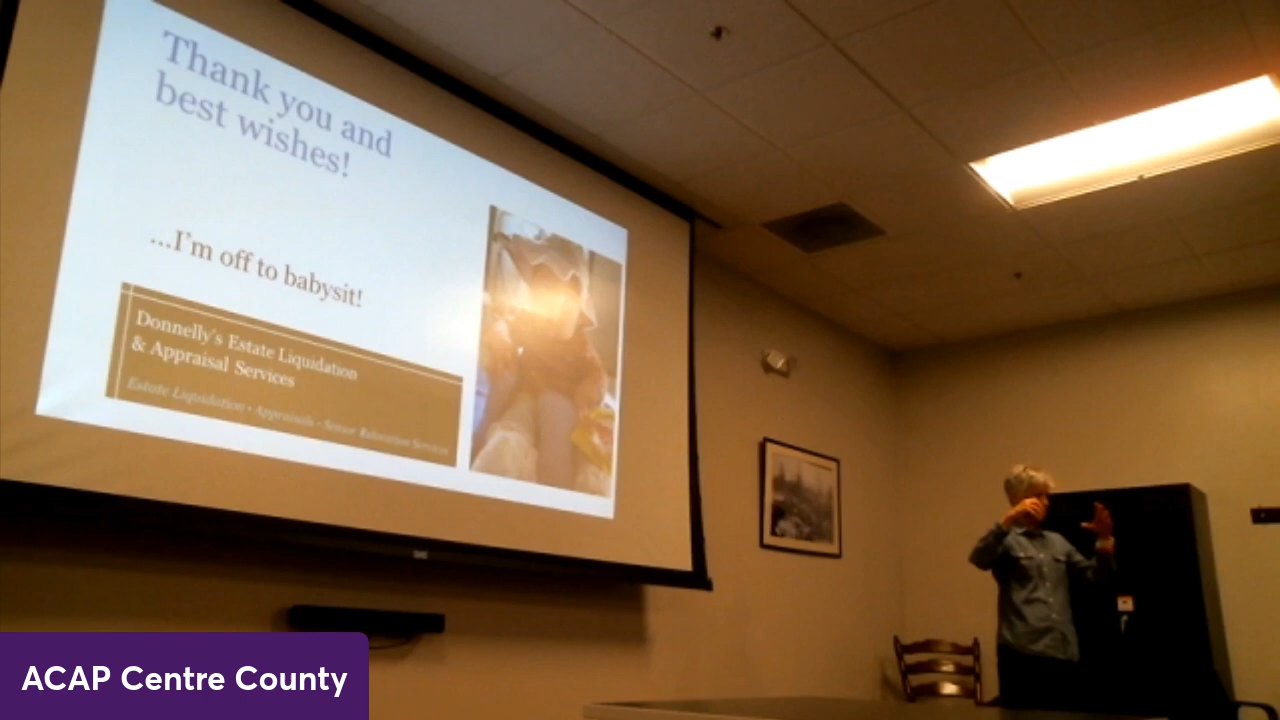 Thank you and
best wishes!
...I'm off to babysit!
Donnelly's Estate Liquidation
& Appraisal Services
Estate Liquidation • Appraisals • Senior Relocation Services
ACAP Centre County